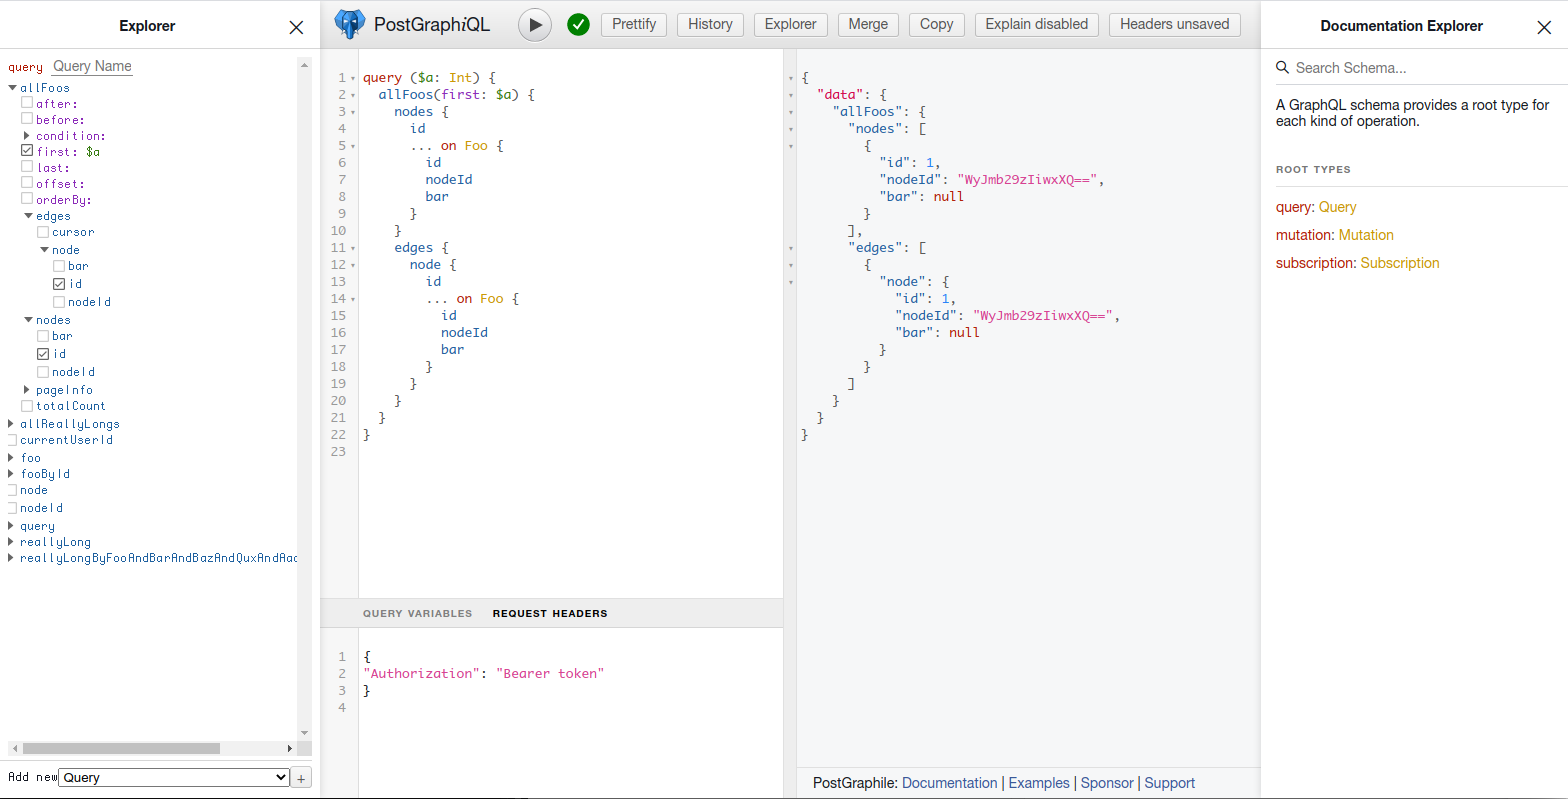 Explorer
query Query Name
allFoos
after:
before:
condition:
first: $a
last:
offset:
orderBy:
edges
cursor
node
bar
id
nodeId
nodes
bar
id
nodeId
pageInfo
totalCount
allReallyLongs
currentUserId
foo
fooById
node
nodeId
query
reallyLong
reallyLongByFooAndBarAndBazAndQuxAndAac
Add new Query +
PostGraphiQL Prettify History Explorer Merge Copy Explain disabled Headers unsaved
1 query ($a: Int) {
2 allFoos(first: $a) {
3 nodes {
4 id
5 ... on Foo {
6 id
7 nodeId
8 bar
9 }
10 }
11 edges {
12 node {
13 id
14 ... on Foo {
15 id
16 nodeId
17 bar
18 }
19 }
20 }
21 }
22 }
23
QUERY VARIABLES REQUEST HEADERS
1 {
2 "Authorization": "Bearer token"
3 }
4
{
"data": {
"allFoos": {
"nodes": [
{
"id": 1,
"nodeId": "WyJmb29zIiwxXQ==",
"bar": null
}
],
"edges": [
{
"node": {
"id": 1,
"nodeId": "WyJmb29zIiwxXQ==",
"bar": null
}
}
]
}
}
}
PostGraphile: Documentation | Examples | Sponsor | Support
Documentation Explorer
Search Schema...
A GraphQL schema provides a root type for
each kind of operation.
ROOT TYPES
query: Query
mutation: Mutation
subscription: Subscription